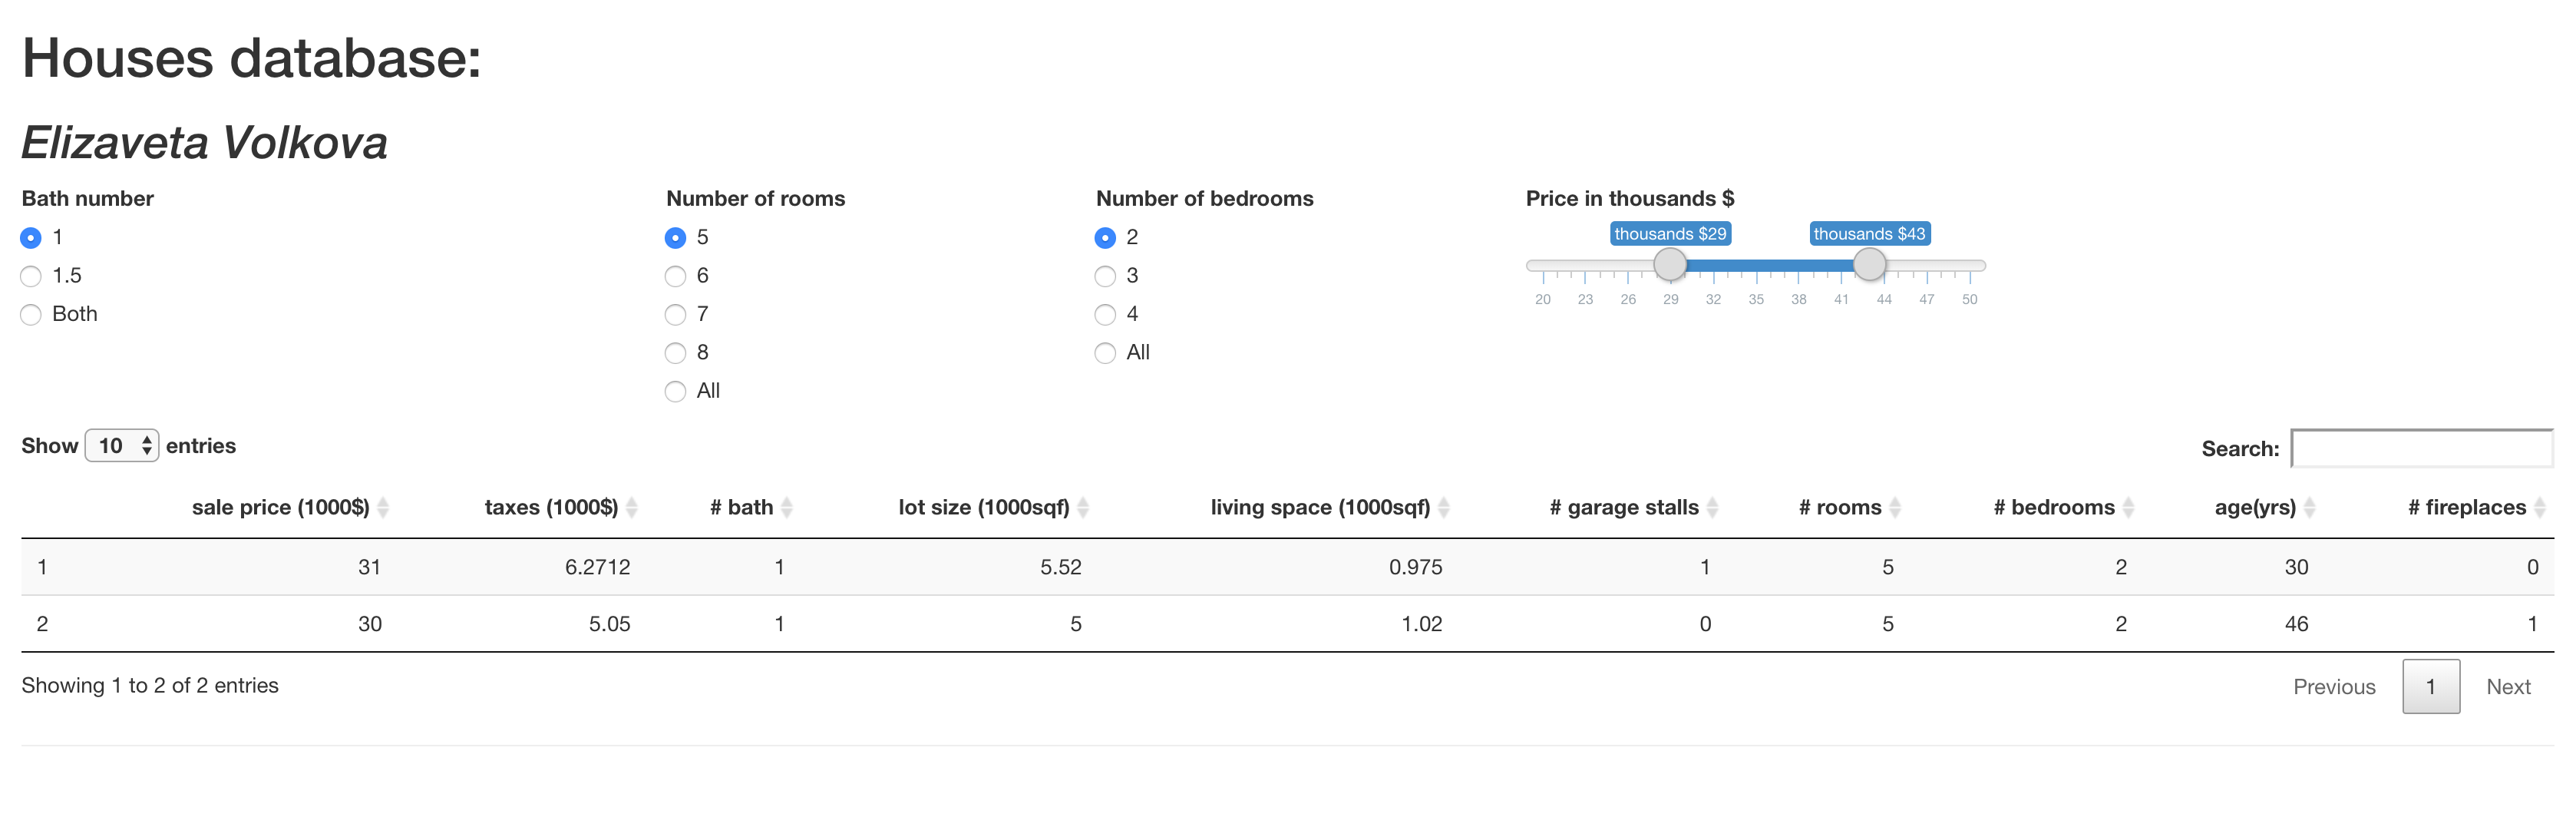 Houses database:
Elizaveta Volkova
Bath number
1
1.5
Both
Number of rooms
5
6
7
8
All
Number of bedrooms
2
3
4
All
Price in thousands $
thousands $29 thousands $43
20 23 26 29 32 35 38 41 44 47 50
Show 10 entries
Search:
sale price (1000$) taxes (1000$) # bath lot size (1000sqf) living space (1000sqf) # garage stalls # rooms # bedrooms age(yrs) # fireplaces
1 31 6.2712 1 5.52 0.975 1 5 2 30 0
2 30 5.05 1 5 1.02 0 5 2 46 1
Showing 1 to 2 of 2 entries
Previous 1 Next